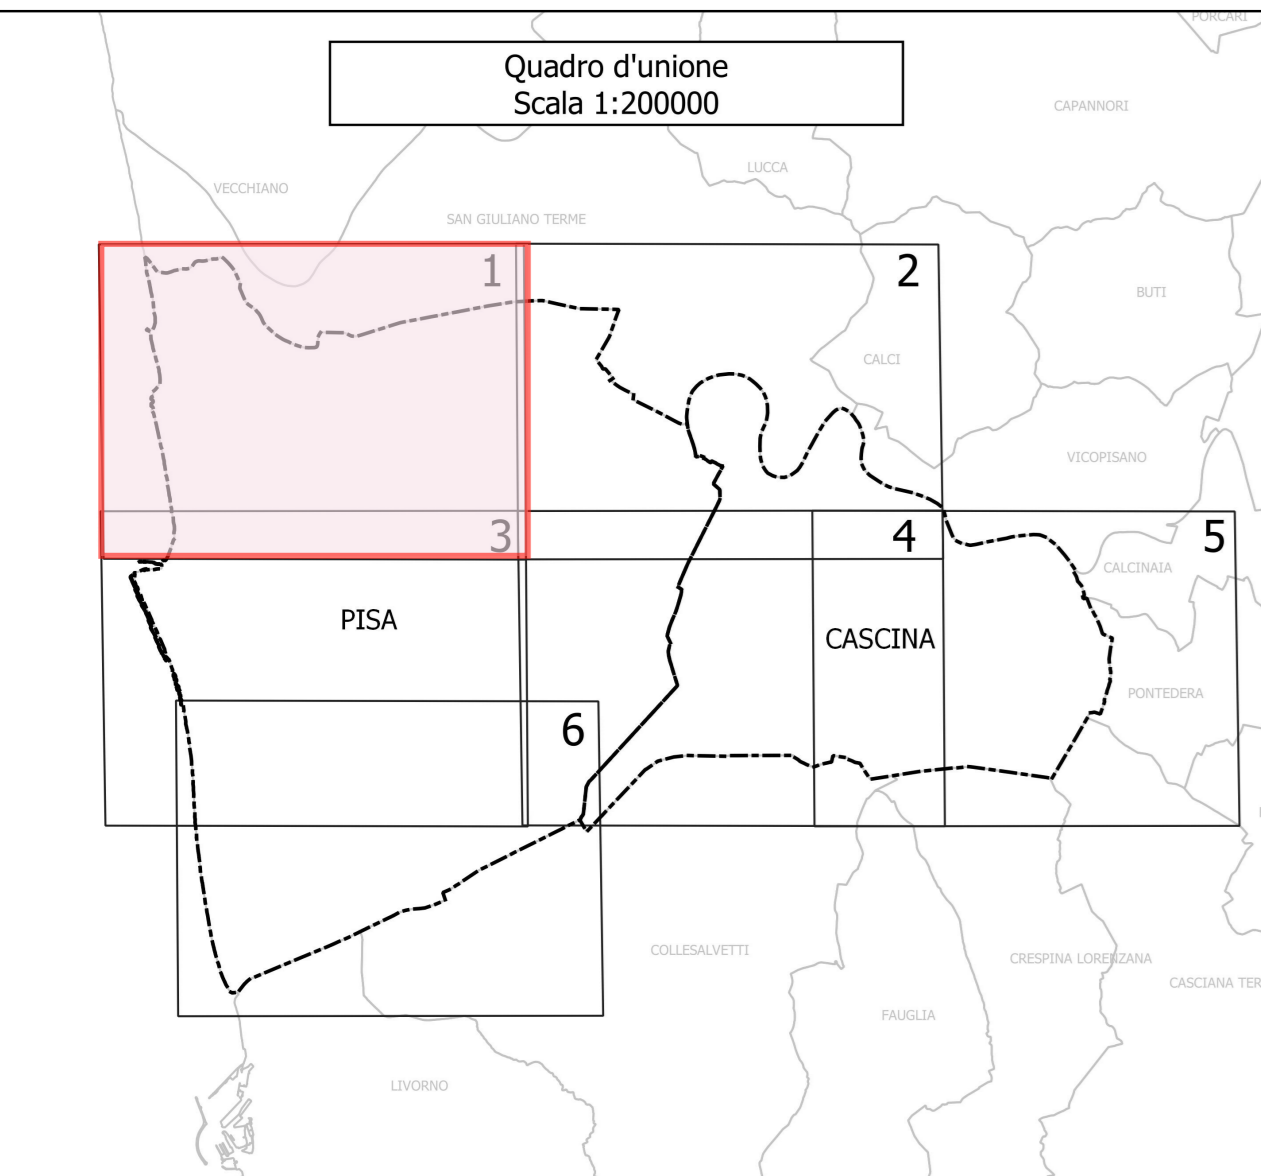 PORCARI
Quadro d'unione
Scala 1:200000
CAPANNORI
LUCCA
VECCHIANO
SAN GIULIANO TERME
1
2
BUTI
CALCI
VICOPISANO
3
4
5
CALCINAIA
PISA
CASCINA
PONTEDERA
6
COLLESALVETTI
CRESPINA LORENZANA
CASCIANA TER
FAUGLIA
LIVORNO